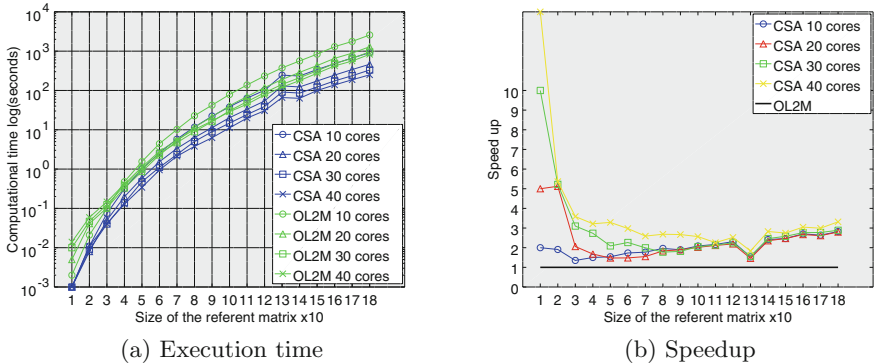 Computational time log(seconds)
10^4
10^3
10^2
10^1
10^0
10^-1
10^-2
10^-3
CSA 10 cores
CSA 20 cores
CSA 30 cores
CSA 40 cores
OL2M 10 cores
OL2M 20 cores
OL2M 30 cores
OL2M 40 cores
1 2 3 4 5 6 7 8 9 10 11 12 13 14 15 16 17 18
Size of the referent matrix x10
(a) Execution time
Speed up
10
9
8
7
6
5
4
3
2
1
0
CSA 10 cores
CSA 20 cores
CSA 30 cores
CSA 40 cores
OL2M
1 2 3 4 5 6 7 8 9 10 11 12 13 14 15 16 17 18
Size of the referent matrix x10
(b) Speedup